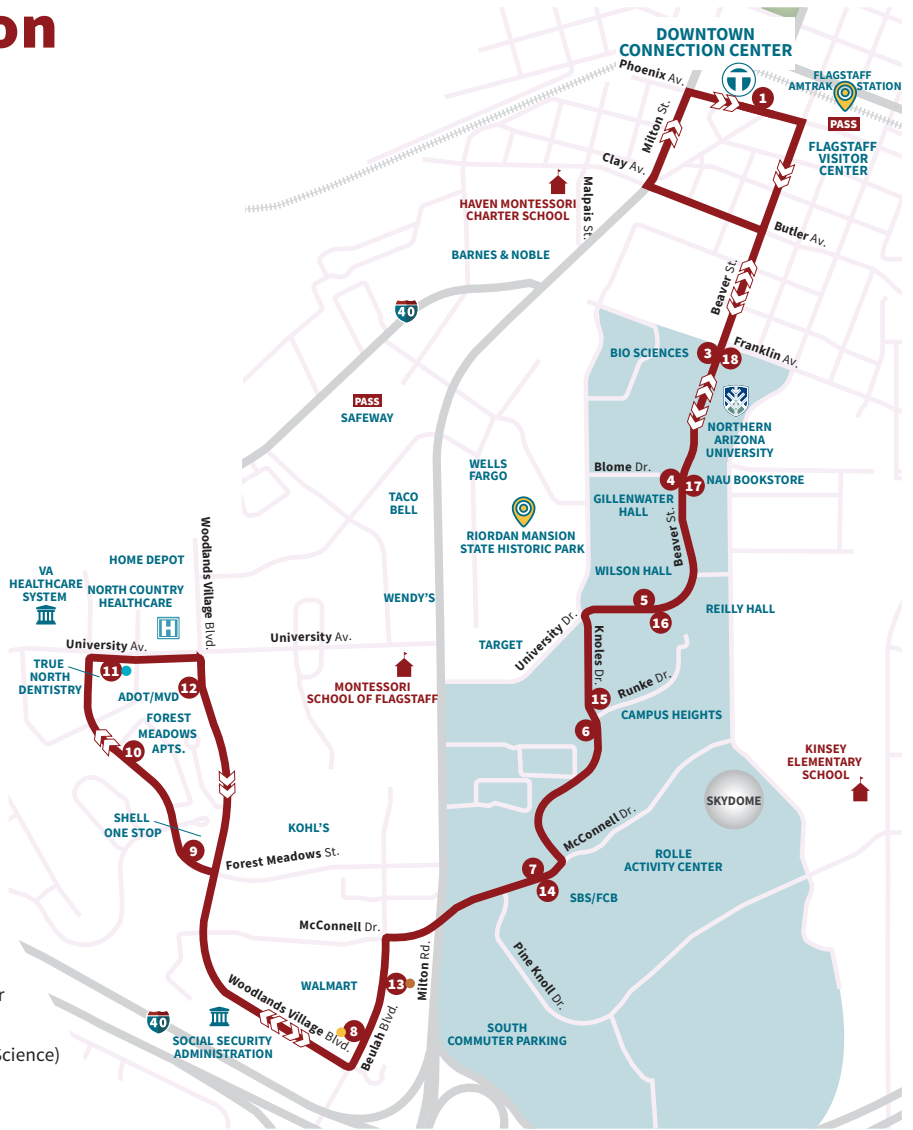 on
DOWNTOWN
CONNECTION CENTER
Phoenix Av.
1
FLAGSTAFF
AMTRAK STATION
PASS
FLAGSTAFF
VISITOR
CENTER
Milton St.
Clay Av.
HAVEN MONTESSORI
CHARTER SCHOOL
Malpais St.
Butler Av.
BARNES & NOBLE
Beaver St.
40
BIO SCIENCES
3
18
Franklin Av.
PASS
SAFEWAY
NORTHERN
ARIZONA
UNIVERSITY
WELLS
FARGO
Blome Dr.
4
17
NAU BOOKSTORE
TACO
BELL
GILLENWATER
HALL
RIORDAN MANSION
STATE HISTORIC PARK
Beaver St.
Woodlands Village Blvd.
HOME DEPOT
VA
HEALTHCARE
SYSTEM
NORTH COUNTRY
HEALTHCARE
H
WILSON HALL
WENDY'S
5
16
REILLY HALL
University Av.
University Av.
TARGET
University Dr.
Knoles Dr.
TRUE
NORTH
DENTISTRY
11
ADOT/MVD
12
MONTESSORI
SCHOOL OF FLAGSTAFF
Runke Dr.
15
CAMPUS HEIGHTS
6
FOREST
MEADOWS
APTS.
10
KINSEY
ELEMENTARY
SCHOOL
SKYDOME
SHELL
ONE STOP
KOHL'S
McConnell Dr.
9
Forest Meadows St.
ROLLE
ACTIVITY CENTER
7
14
SBS/FCB
McConnell Dr.
Milton Rd.
Pine Knoll Dr.
WALMART
13
Woodlands Village Blvd.
8
Beulah Blvd.
r
40
SOCIAL SECURITY
ADMINISTRATION
SOUTH
COMMUTER PARKING
Science)